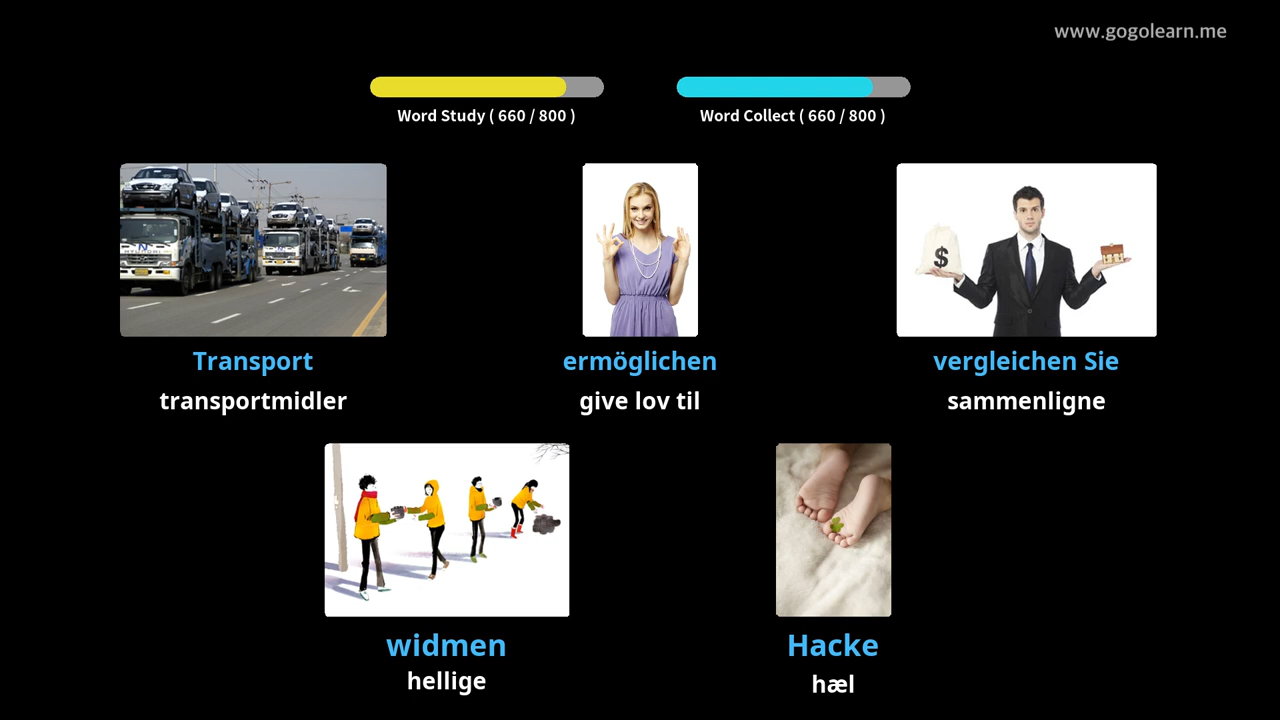 www.gogolearn.me
Word Study ( 660 / 800 )
Word Collect ( 660 / 800 )
Transport
transportmidler
ermöglichen
give lov til
vergleichen Sie
sammenligne
widmen
hellige
Hacke
hæl
$